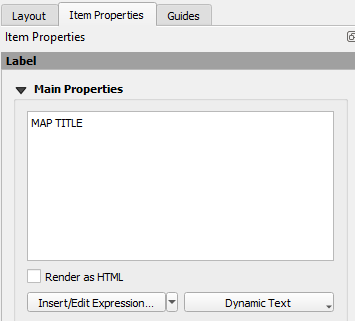 Layout Item Properties Guides
Item Properties
Label
Main Properties
MAP TITLE
Render as HTML
Insert/Edit Expression... Dynamic Text